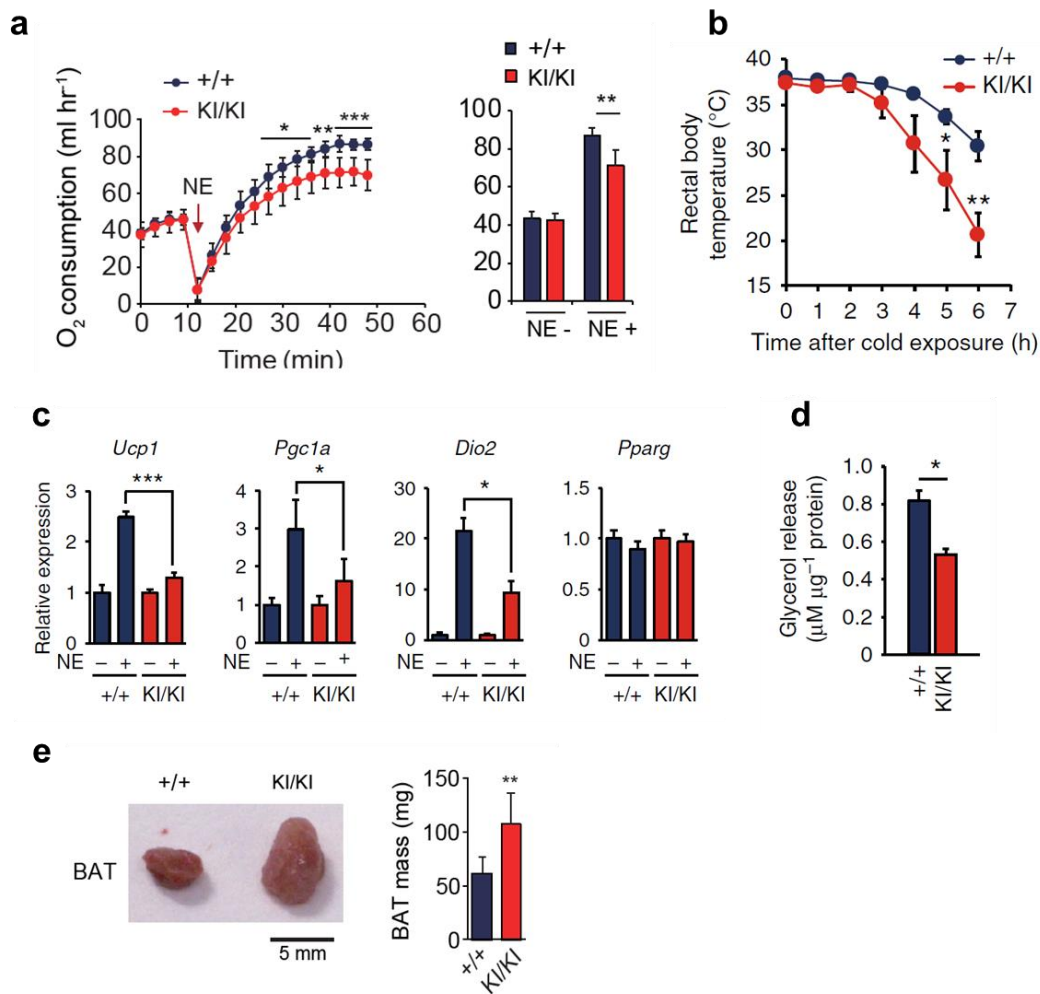 a
+/+
KI/KI
O2 consumption (ml hr⁻¹)
100
80
60
40
20
0
NE
*
**
***
0 10 20 30 40 50 60
Time (min)
+/+
KI/KI
100
80
60
40
20
0
**
NE - NE +
b
+/+
KI/KI
Rectal body
temperature (°C)
40
35
30
25
20
15
*
**
0 1 2 3 4 5 6 7
Time after cold exposure (h)
c
Relative expression
Ucp1
3
2
1
0
***
NE – + – +
+/+ KI/KI
Pgc1a
4
3
2
1
0
*
NE – + – +
+/+ KI/KI
Dio2
30
20
10
0
*
NE – + – +
+/+ KI/KI
Pparg
1.5
1.0
0.5
0
NE – + – +
+/+ KI/KI
d
Glycerol release
(μM μg⁻¹ protein)
1.0
0.8
0.6
0.4
0.2
0
*
+/+
KI/KI
e
+/+ KI/KI
BAT
5 mm
BAT mass (mg)
150
100
50
0
**
+/+
KI/KI